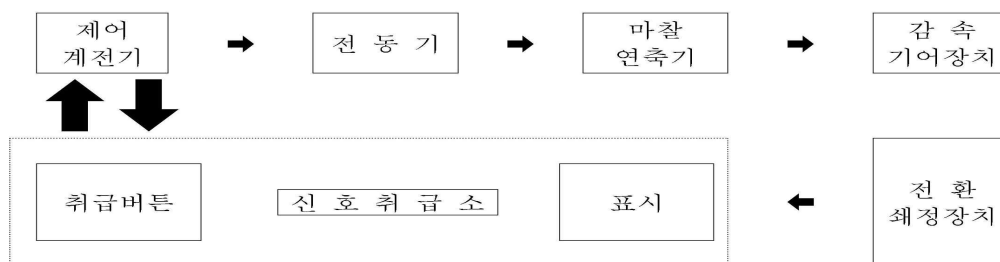 제어
계전기
전 동 기
마찰
연축기
감 속
기어장치
취급버튼
신 호 취 급 소
표시
전 환
쇄정장치